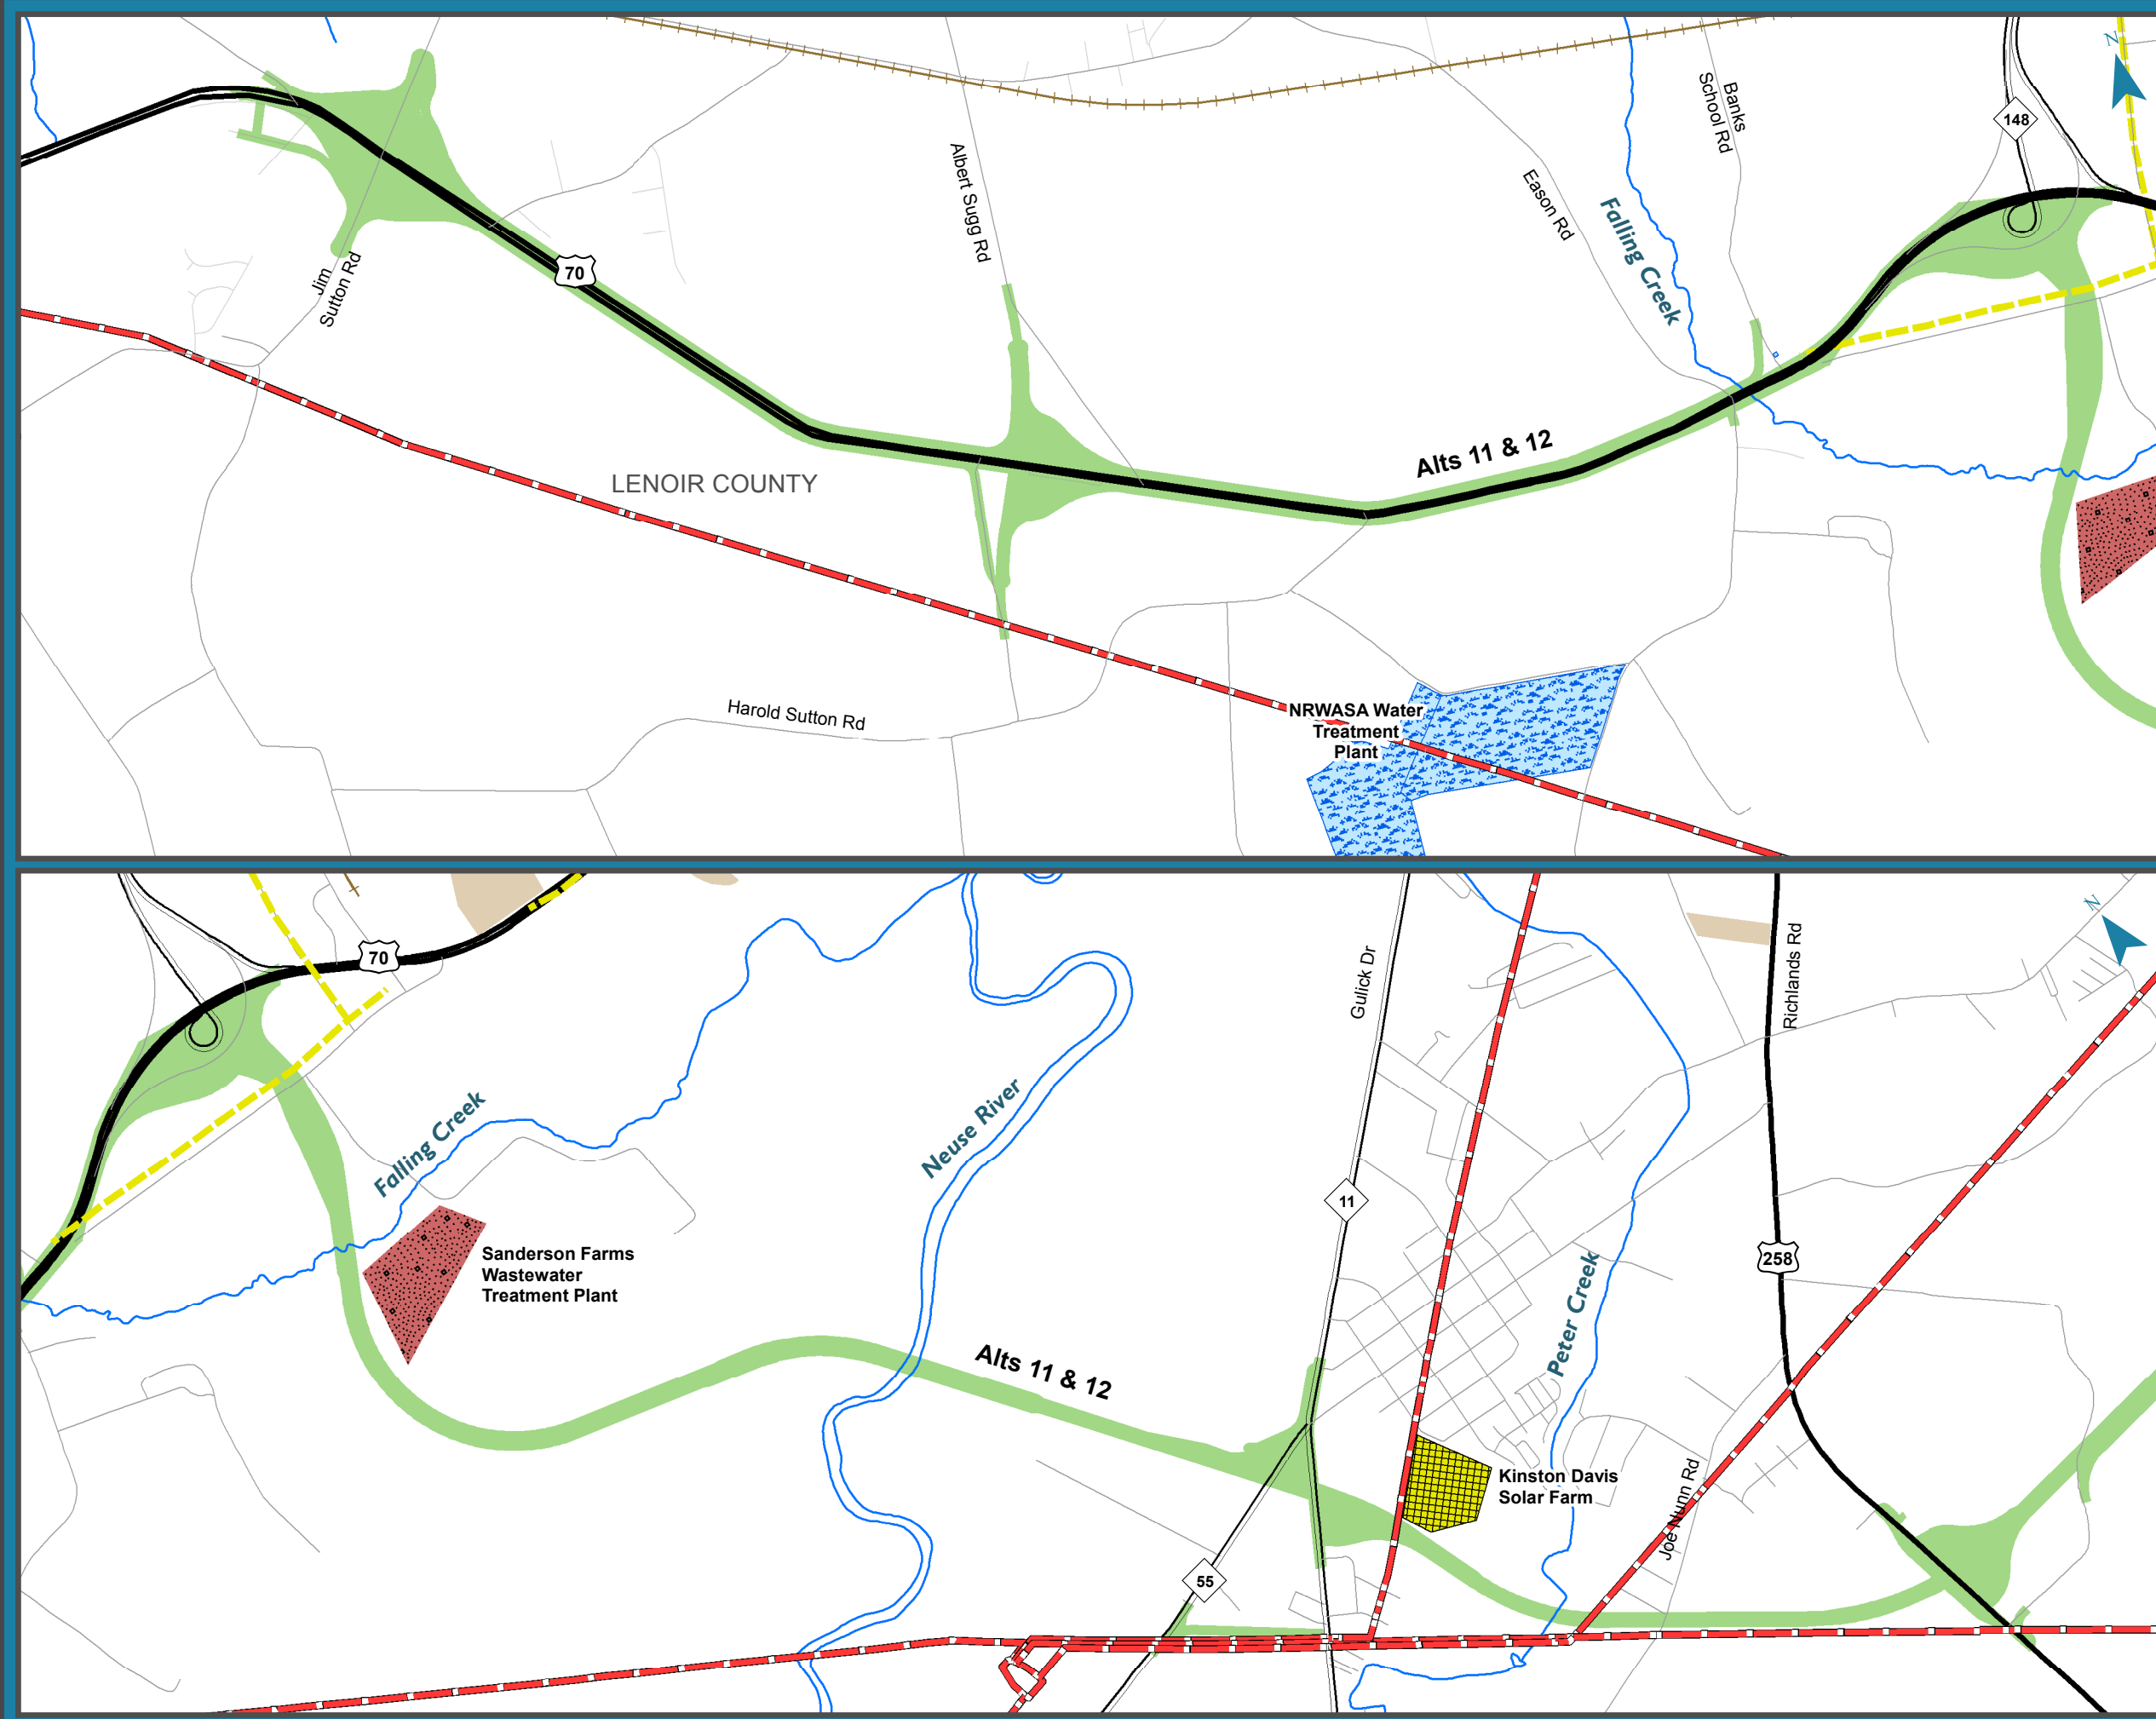 N
148
Banks
School Rd
Albert Sugg Rd
Eason Rd
Falling Creek
Jim
Sutton Rd
70
Alts 11 & 12
LENOIR COUNTY
Harold Sutton Rd
NRWASA Water
Treatment
Plant
N
70
Gulick Dr
Richlands Rd
Falling Creek
Neuse River
11
258
Sanderson Farms
Wastewater
Treatment Plant
Peter Creek
Alts 11 & 12
Kinston Davis
Solar Farm
Joe Nunn Rd
55